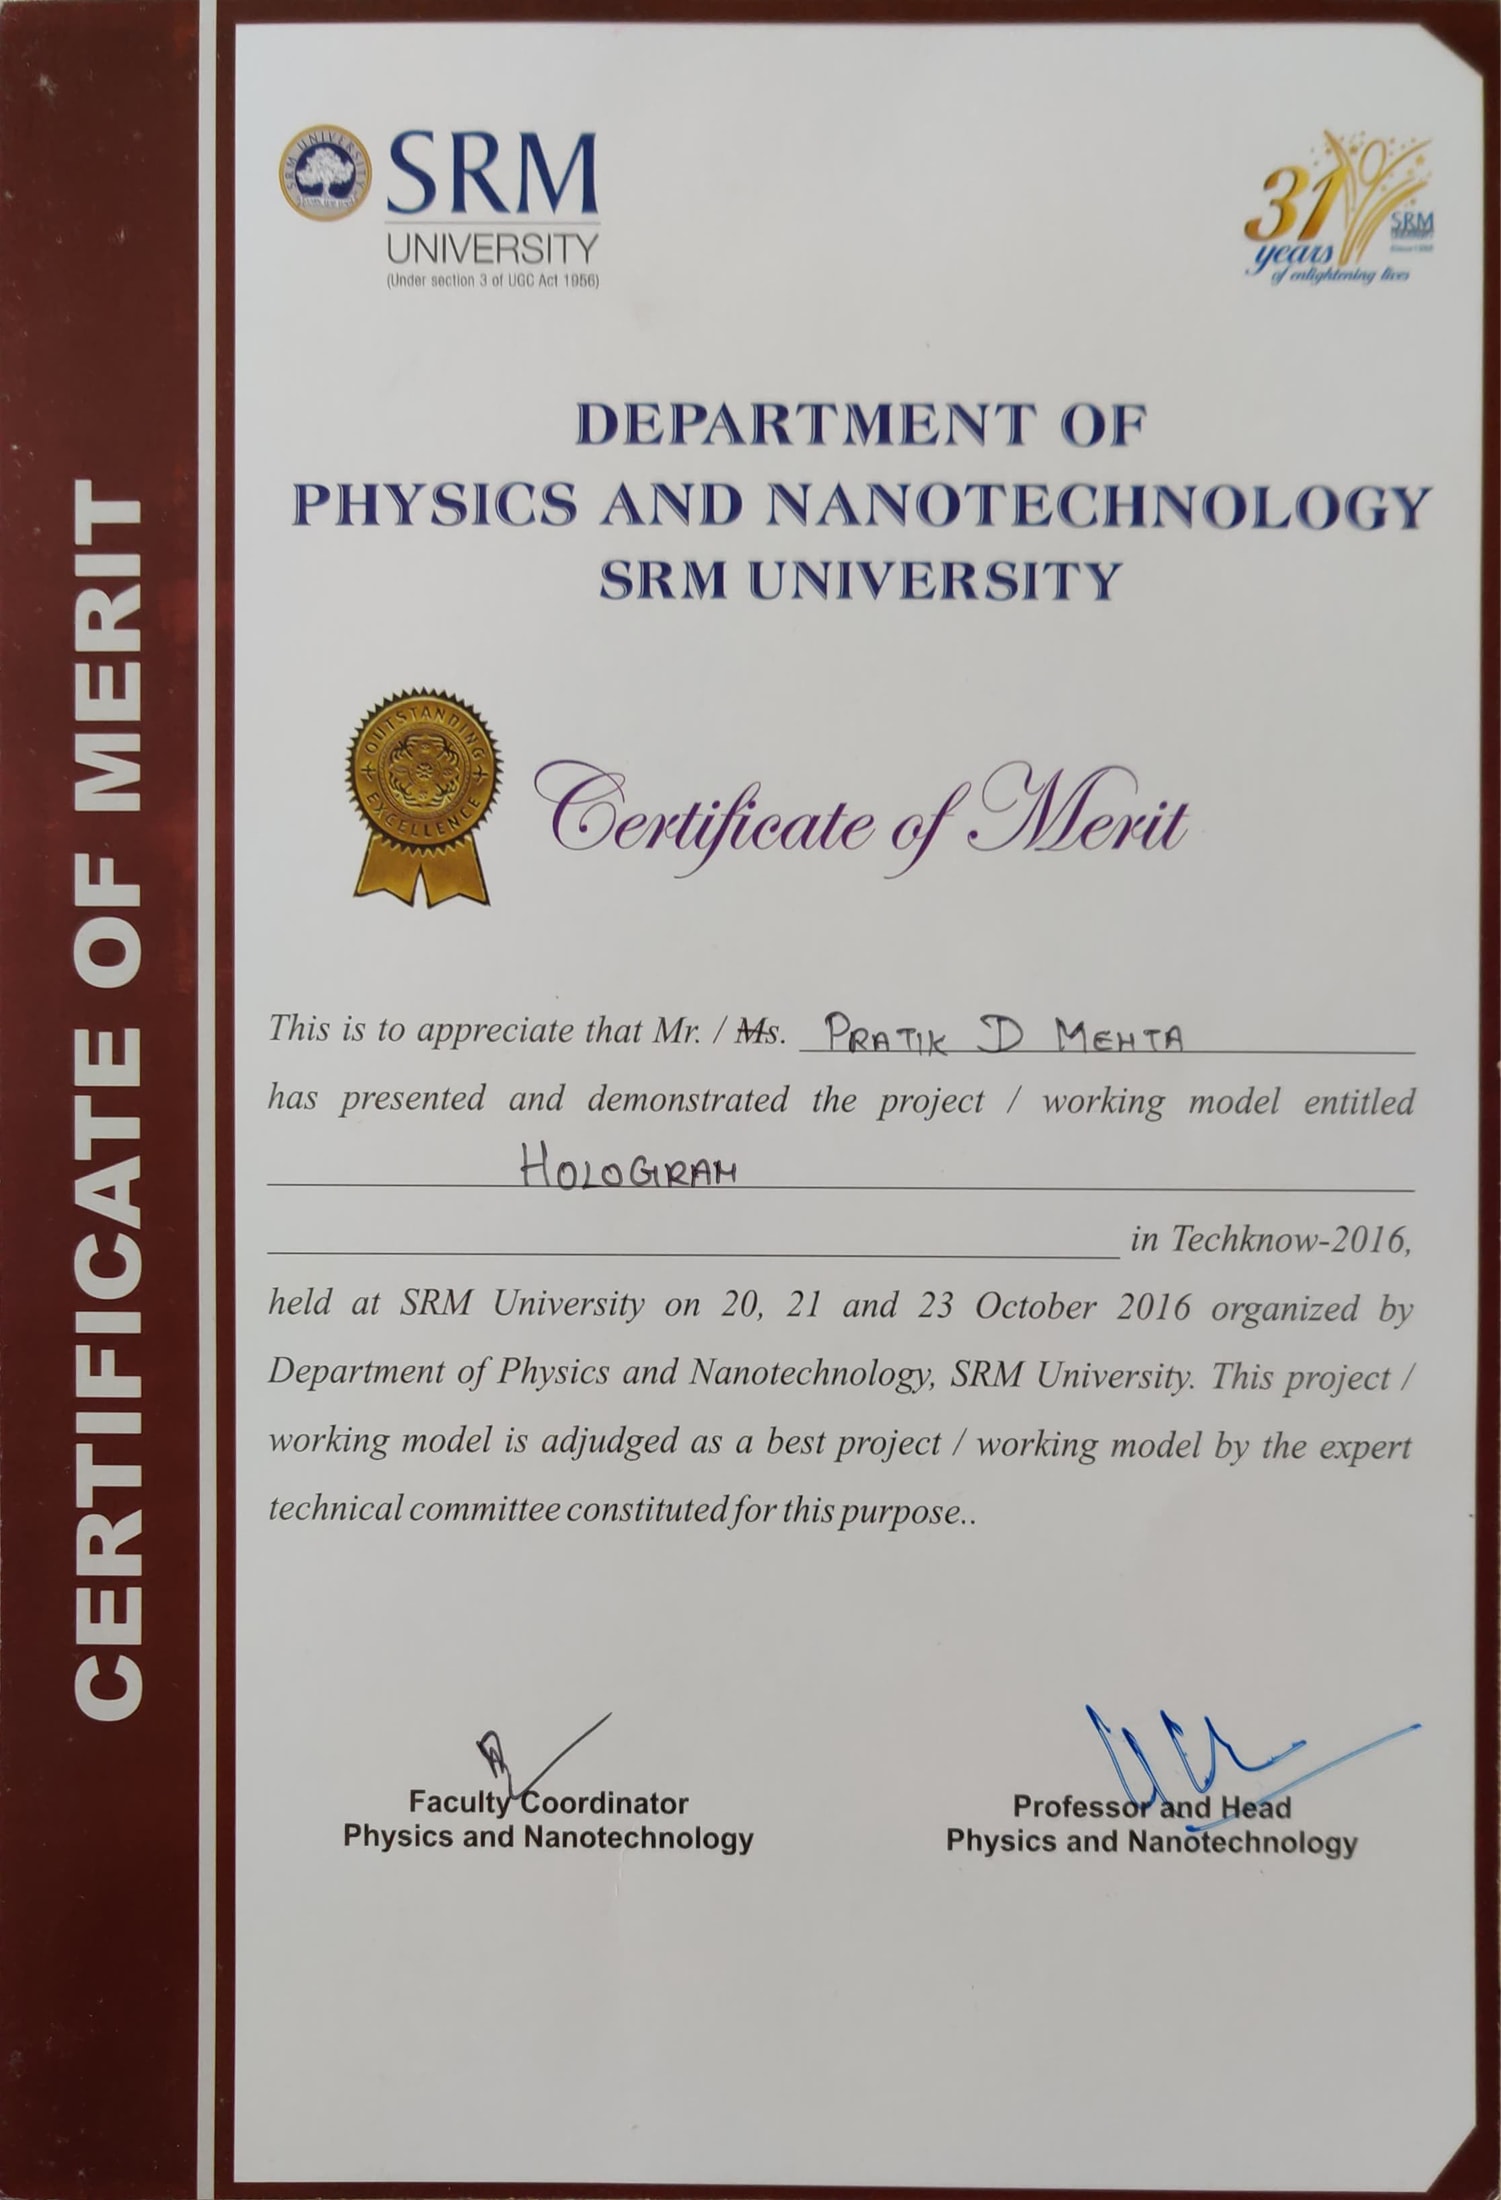 CERTIFICATE OF MERIT
SRM UNIVERSITY
SRM
UNIVERSITY
(Under section 3 of UGC Act 1956)
31
years
of enlightening lives
SRM
DEPARTMENT OF
PHYSICS AND NANOTECHNOLOGY
SRM UNIVERSITY
OUTSTANDING
EXCELLENCE
Certificate of Merit
This is to appreciate that Mr. / Ms. PRATIK D MEHTA
has presented and demonstrated the project / working model entitled
HOLOGRAM
in Techknow-2016,
held at SRM University on 20, 21 and 23 October 2016 organized by
Department of Physics and Nanotechnology, SRM University. This project /
working model is adjudged as a best project / working model by the expert
technical committee constituted for this purpose..
Faculty Coordinator
Physics and Nanotechnology
Professor and Head
Physics and Nanotechnology